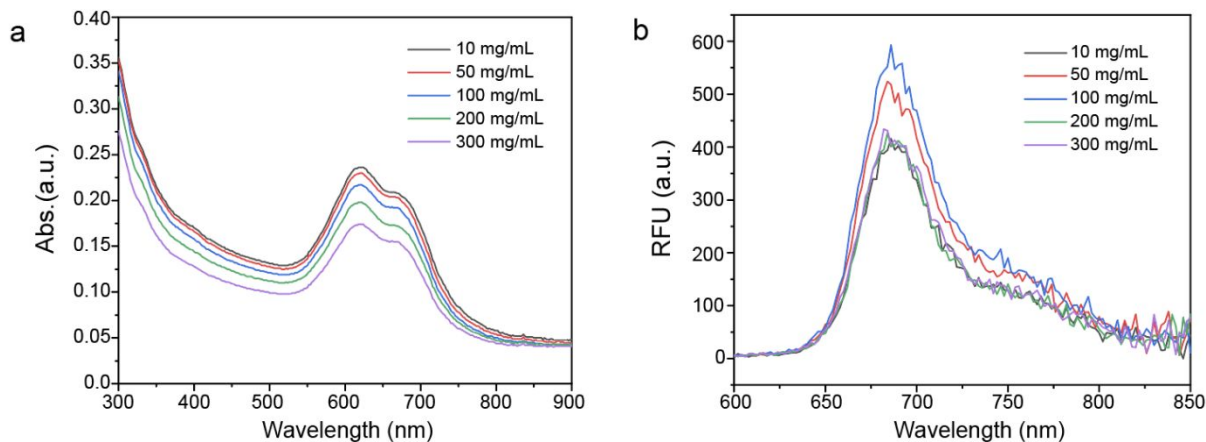 a
0.40
0.35
0.30
0.25
0.20
0.15
0.10
0.05
0.0
Abs.(a.u.)
300 400 500 600 700 800 900
Wavelength (nm)
10 mg/mL
50 mg/mL
100 mg/mL
200 mg/mL
300 mg/mL
b
600
500
400
300
200
100
0
RFU (a.u.)
600 650 700 750 800 850
Wavelength (nm)
10 mg/mL
50 mg/mL
100 mg/mL
200 mg/mL
300 mg/mL